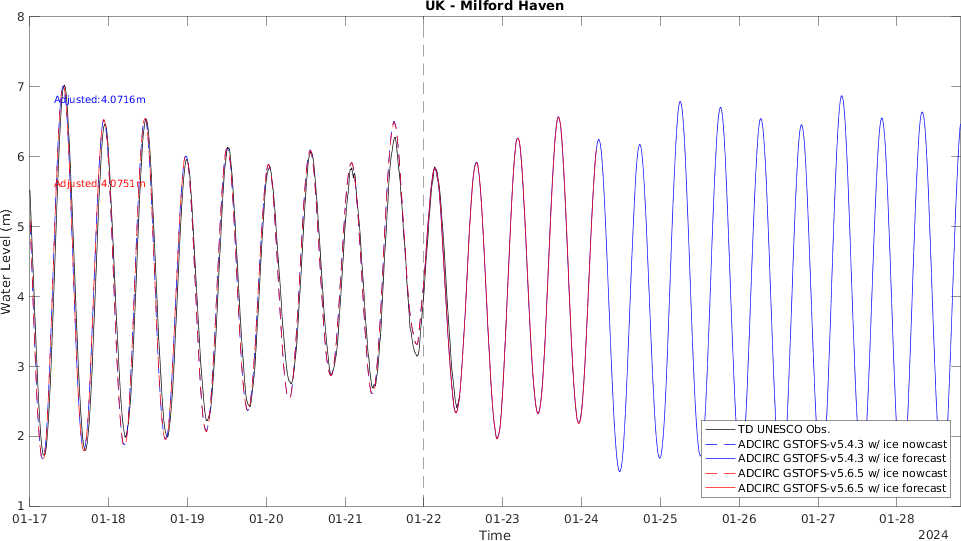 UK - Milford Haven
8
7
6
5
4
3
2
1
Water Level (m)
Adjusted:4.0716m
Adjusted:4.0751m
TD UNESCO Obs.
ADCIRC GSTOFS-v5.4.3 w/ ice nowcast
ADCIRC GSTOFS-v5.4.3 w/ ice forecast
ADCIRC GSTOFS-v5.6.5 w/ ice nowcast
ADCIRC GSTOFS-v5.6.5 w/ ice forecast
01-17 01-18 01-19 01-20 01-21 01-22 01-23 01-24 01-25 01-26 01-27 01-28
Time
2024